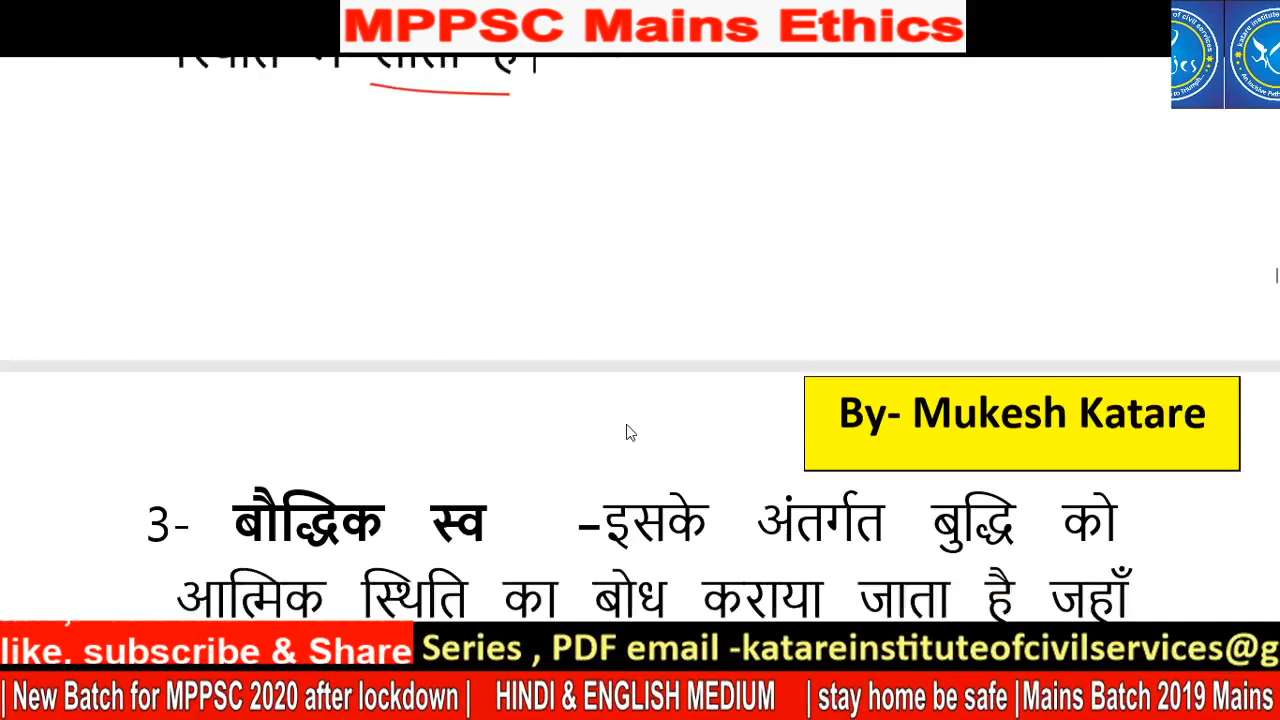 MPPSC Mains Ethics
स्थिति में लाता है|
By- Mukesh Katare
3- बौद्धिक स्व –इसके अंतर्गत बुद्धि को
आत्मिक स्थिति का बोध कराया जाता है जहाँ
like, subscribe & Share
Series , PDF email -katareinstituteofcivilservices@g
| New Batch for MPPSC 2020 after lockdown | HINDI & ENGLISH MEDIUM | stay home be safe |Mains Batch 2019 Mains